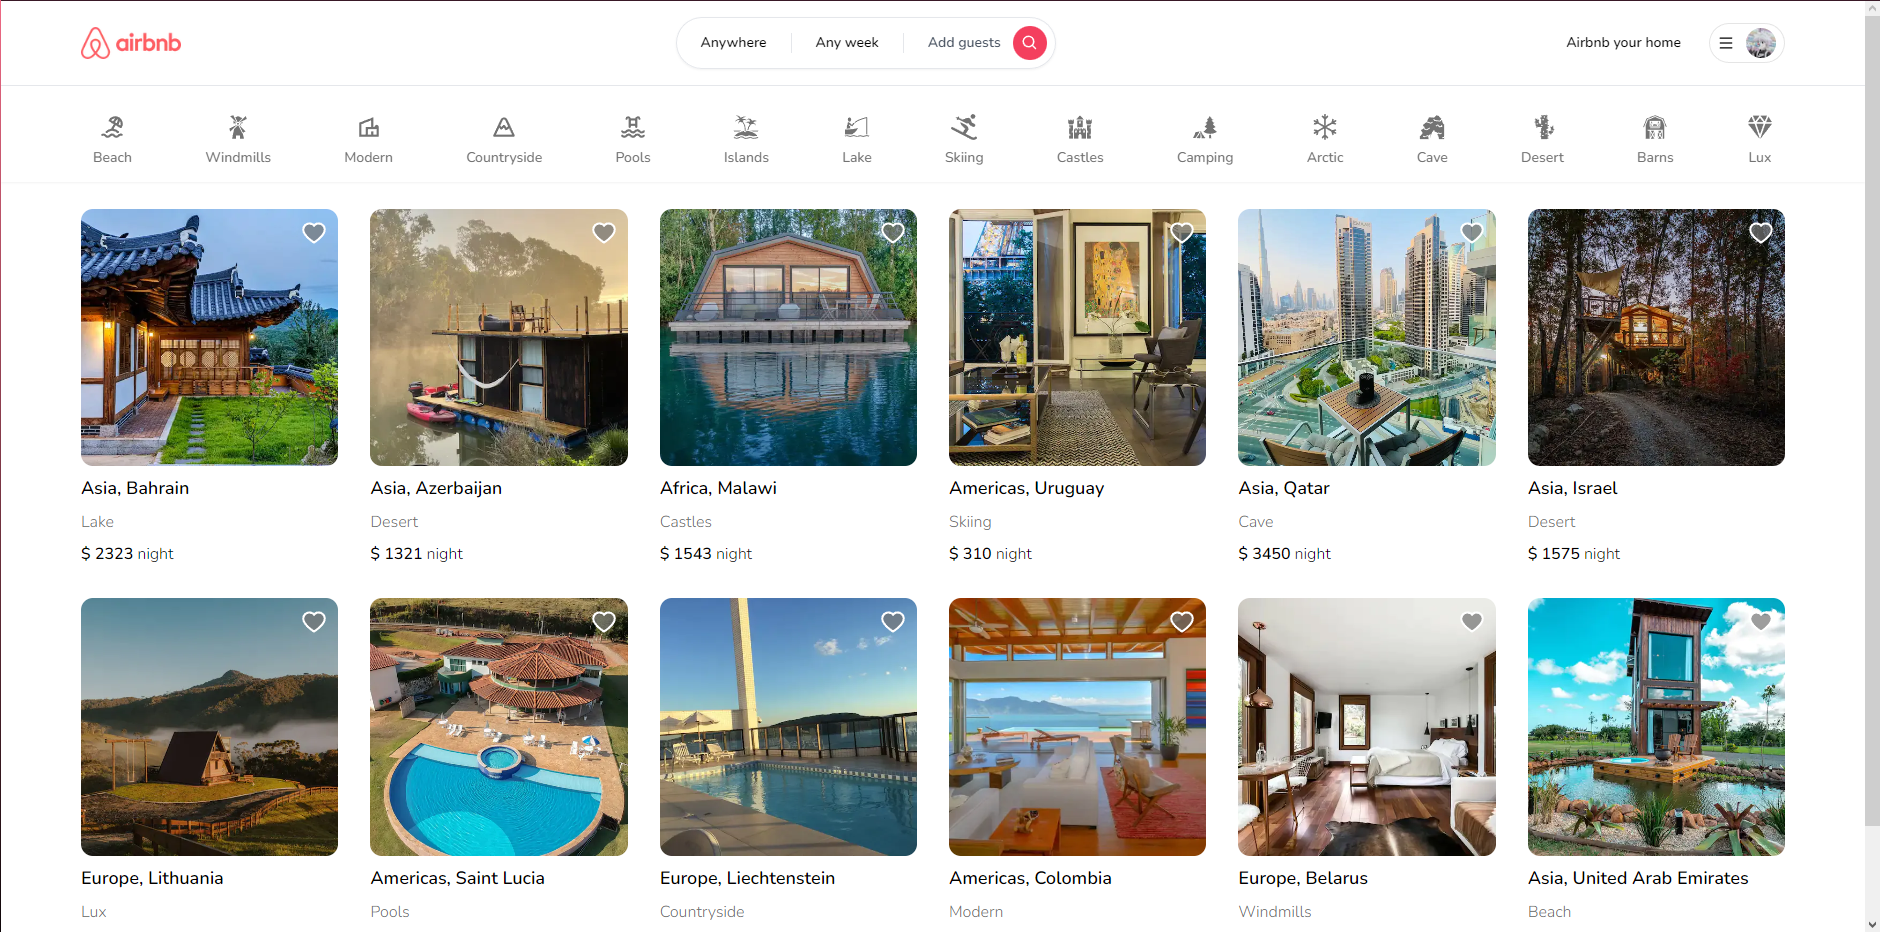 airbnb
Anywhere
Any week
Add guests
Airbnb your home
Beach
Windmills
Modern
Countryside
Pools
Islands
Lake
Skiing
Castles
Camping
Arctic
Cave
Desert
Barns
Lux
Asia, Bahrain
Lake
$ 2323 night
Asia, Azerbaijan
Desert
$ 1321 night
Africa, Malawi
Castles
$ 1543 night
Americas, Uruguay
Skiing
$ 310 night
Asia, Qatar
Cave
$ 3450 night
Asia, Israel
Desert
$ 1575 night
Europe, Lithuania
Lux
Americas, Saint Lucia
Pools
Europe, Liechtenstein
Countryside
Americas, Colombia
Modern
Europe, Belarus
Windmills
Asia, United Arab Emirates
Beach